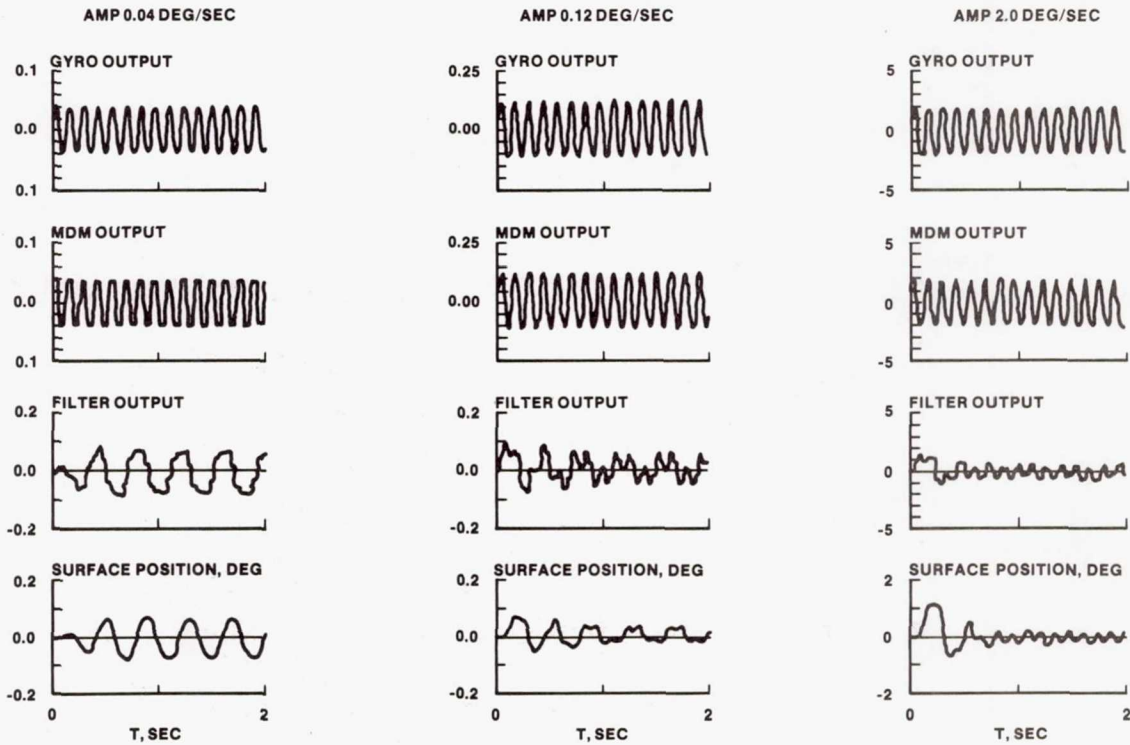 AMP 0.04 DEG/SEC
AMP 0.12 DEG/SEC
AMP 2.0 DEG/SEC
GYRO OUTPUT
0.1
0.0
0.1
GYRO OUTPUT
0.25
0.00
GYRO OUTPUT
5
0
-5
MDM OUTPUT
0.1
0.0
0.1
MDM OUTPUT
0.25
0.00
MDM OUTPUT
5
0
-5
FILTER OUTPUT
0.2
0.0
-0.2
FILTER OUTPUT
0.2
0.0
-0.2
FILTER OUTPUT
5
0
-5
SURFACE POSITION, DEG
0.2
0.0
-0.2
0
2
T, SEC
SURFACE POSITION, DEG
0.2
0.0
-0.2
0
2
T, SEC
SURFACE POSITION, DEG
2
0
-2
0
2
T, SEC